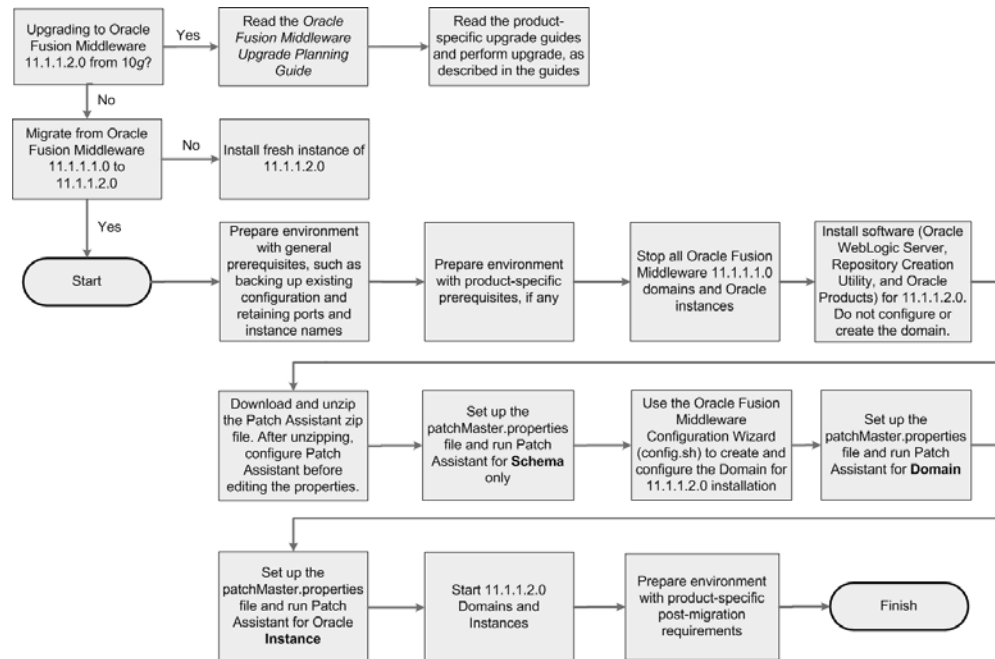 Upgrading to Oracle
Fusion Middleware
11.1.1.2.0 from 10g?
Yes
Read the Oracle
Fusion Middleware
Upgrade Planning
Guide
Read the product-
specific upgrade guides
and perform upgrade, as
described in the guides
No
Migrate from Oracle
Fusion Middleware
11.1.1.1.0 to
11.1.1.2.0
No
Install fresh instance of
11.1.1.2.0
Yes
Start
Prepare environment
with general
prerequisites, such as
backing up existing
configuration and
retaining ports and
instance names
Prepare environment
with product-specific
prerequisites, if any
Stop all Oracle Fusion
Middleware 11.1.1.1.0
domains and Oracle
instances
Install software (Oracle
WebLogic Server,
Repository Creation
Utility, and Oracle
Products) for 11.1.1.2.0.
Do not configure or
create the domain.
Download and unzip
the Patch Assistant zip
file. After unzipping,
configure Patch
Assistant before
editing the properties.
Set up the
patchMaster.properties
file and run Patch
Assistant for Schema
only
Use the Oracle Fusion
Middleware
Configuration Wizard
(config.sh) to create and
configure the Domain for
11.1.1.2.0 installation
Set up the
patchMaster.properties
file and run Patch
Assistant for Domain
Set up the
patchMaster.properties
file and run Patch
Assistant for Oracle
Instance
Start 11.1.1.2.0
Domains and
Instances
Prepare environment
with product-specific
post-migration
requirements
Finish